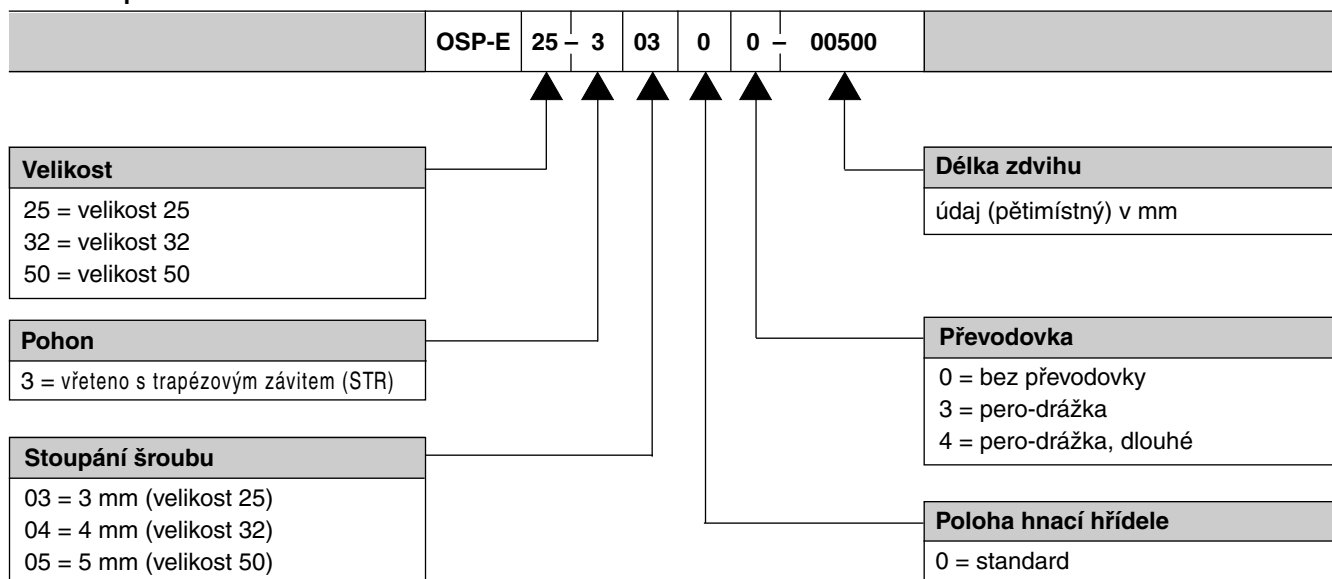 OSP-E 25 – 3 03 0 0 – 00500
Velikost
25 = velikost 25
32 = velikost 32
50 = velikost 50
Pohon
3 = vřeteno s trapézovým závitem (STR)
Stoupání šroubu
03 = 3 mm (velikost 25)
04 = 4 mm (velikost 32)
05 = 5 mm (velikost 50)
Délka zdvihu
údaj (pětimístný) v mm
Převodovka
0 = bez převodovky
3 = pero-drážka
4 = pero-drážka, dlouhé
Poloha hnací hřídele
0 = standard